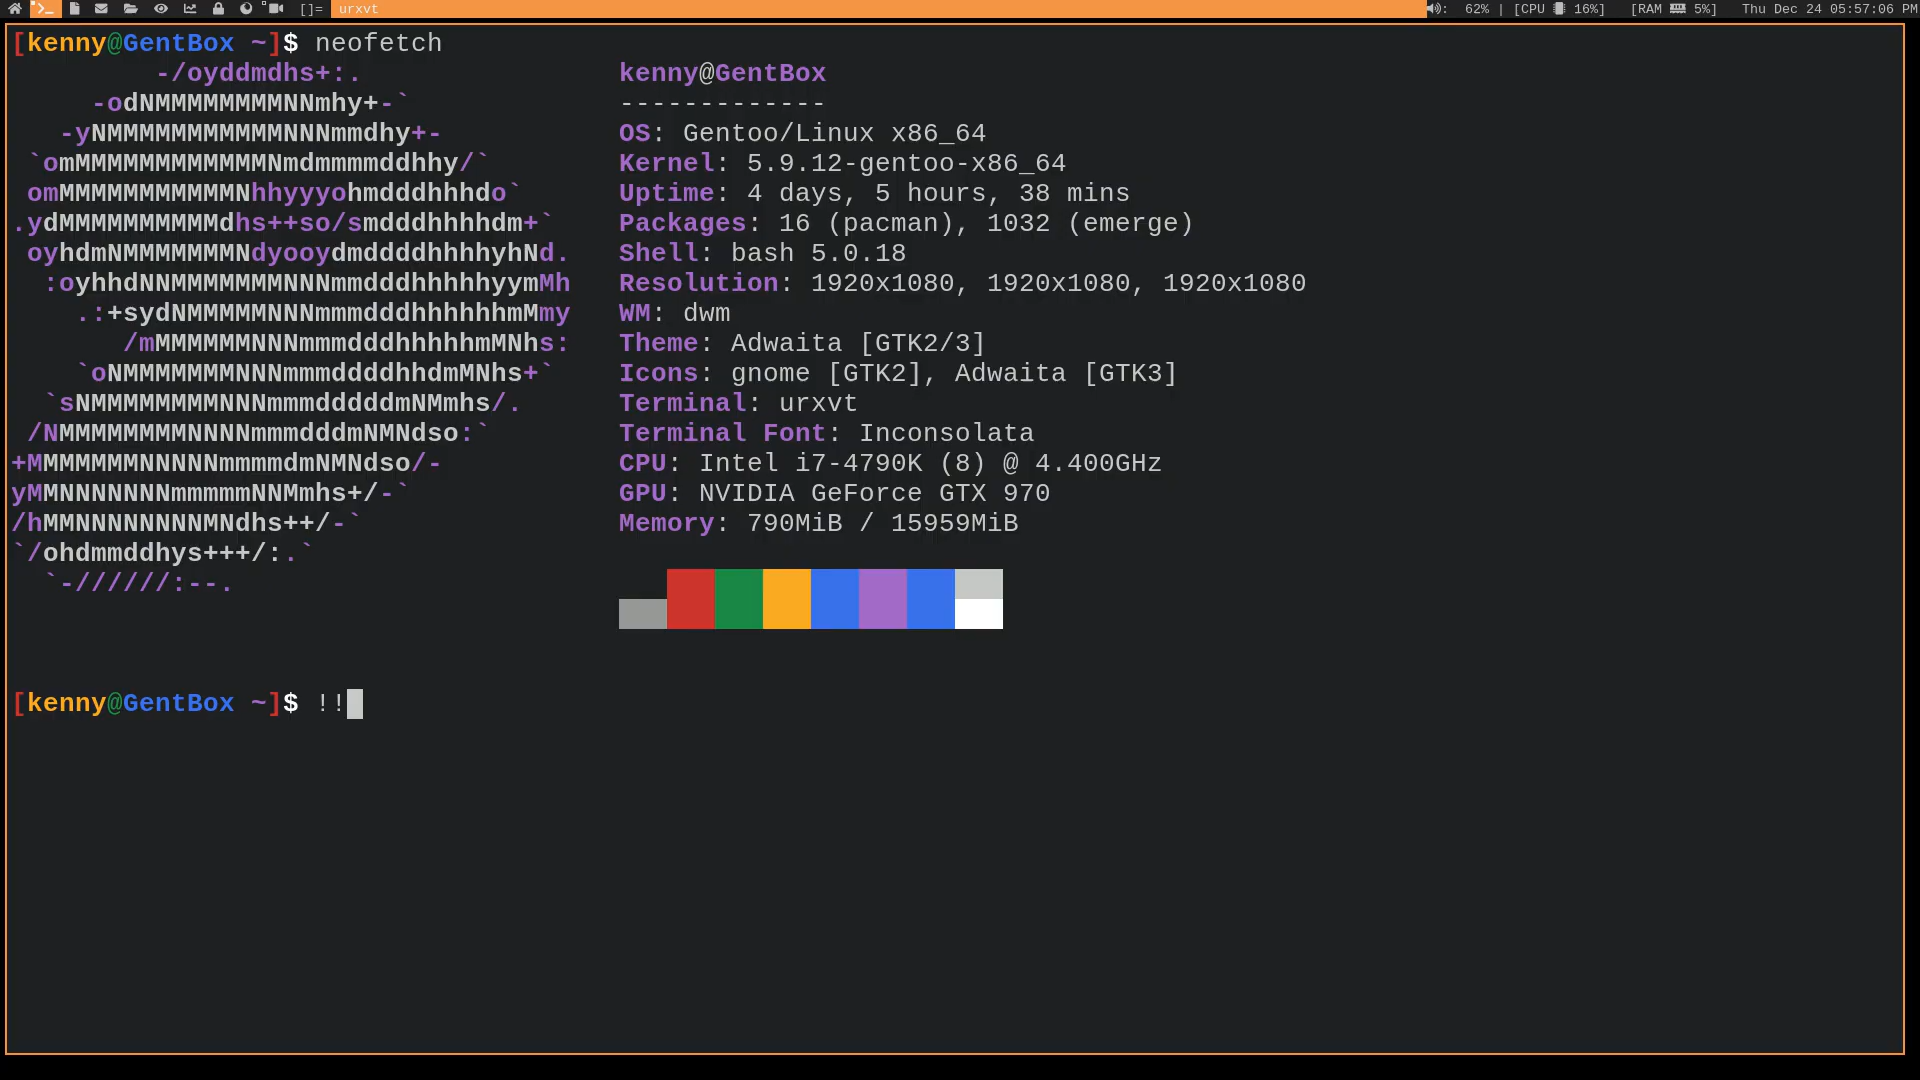 []= urxvt : 62% | [CPU 16%] [RAM 5%] Thu Dec 24 05:57:06 PM
[kenny@GentBox ~]$ neofetch
-/oyddmdhs+:. kenny@GentBox
-odNMMMMMMMMNNmhy+-` -------------
-yNMMMMMMMMMMMNNNmmdhy+- OS: Gentoo/Linux x86_64
`omMMMMMMMMMMMMNmdmmmmddhhy/` Kernel: 5.9.12-gentoo-x86_64
omMMMMMMMMMMMNhhyyyohmdddhhhdo` Uptime: 4 days, 5 hours, 38 mins
.ydMMMMMMMMMMdhs++so/smdddhhhhdm+` Packages: 16 (pacman), 1032 (emerge)
oyhdmNMMMMMMMNdyooydmddddhhhhyhNd. Shell: bash 5.0.18
:oyhhdNNMMMMMMMNNNmmdddhhhhhyymMh Resolution: 1920x1080, 1920x1080, 1920x1080
.:+sydNMMMMMNNNmmmdddhhhhhhmMmy WM: dwm
/mMMMMMMNNNmmmdddhhhhhmMNhs: Theme: Adwaita [GTK2/3]
`oNMMMMMMMNNNmmmddddhhdmMNhs+` Icons: gnome [GTK2], Adwaita [GTK3]
`sNMMMMMMMMNNNmmmdddddmNMmhs/. Terminal: urxvt
/NMMMMMMMMNNNNmmmdddmNMNdso:` Terminal Font: Inconsolata
+MMMMMMMNNNNNmmmmdmNMNdso/- CPU: Intel i7-4790K (8) @ 4.400GHz
yMMNNNNNNNmmmmmNNMmhs+/-` GPU: NVIDIA GeForce GTX 970
/hMMNNNNNNNNMNdhs++/-` Memory: 790MiB / 15959MiB
`/ohdmmddhys+++/:.`
`-//////:--.
[kenny@GentBox ~]$ !!